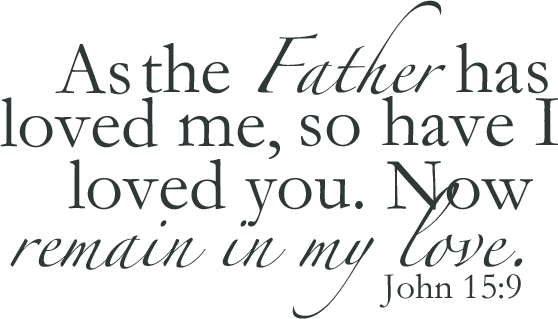 As the Father has
loved me, so have I
loved you. Now
remain in my love.
John 15:9